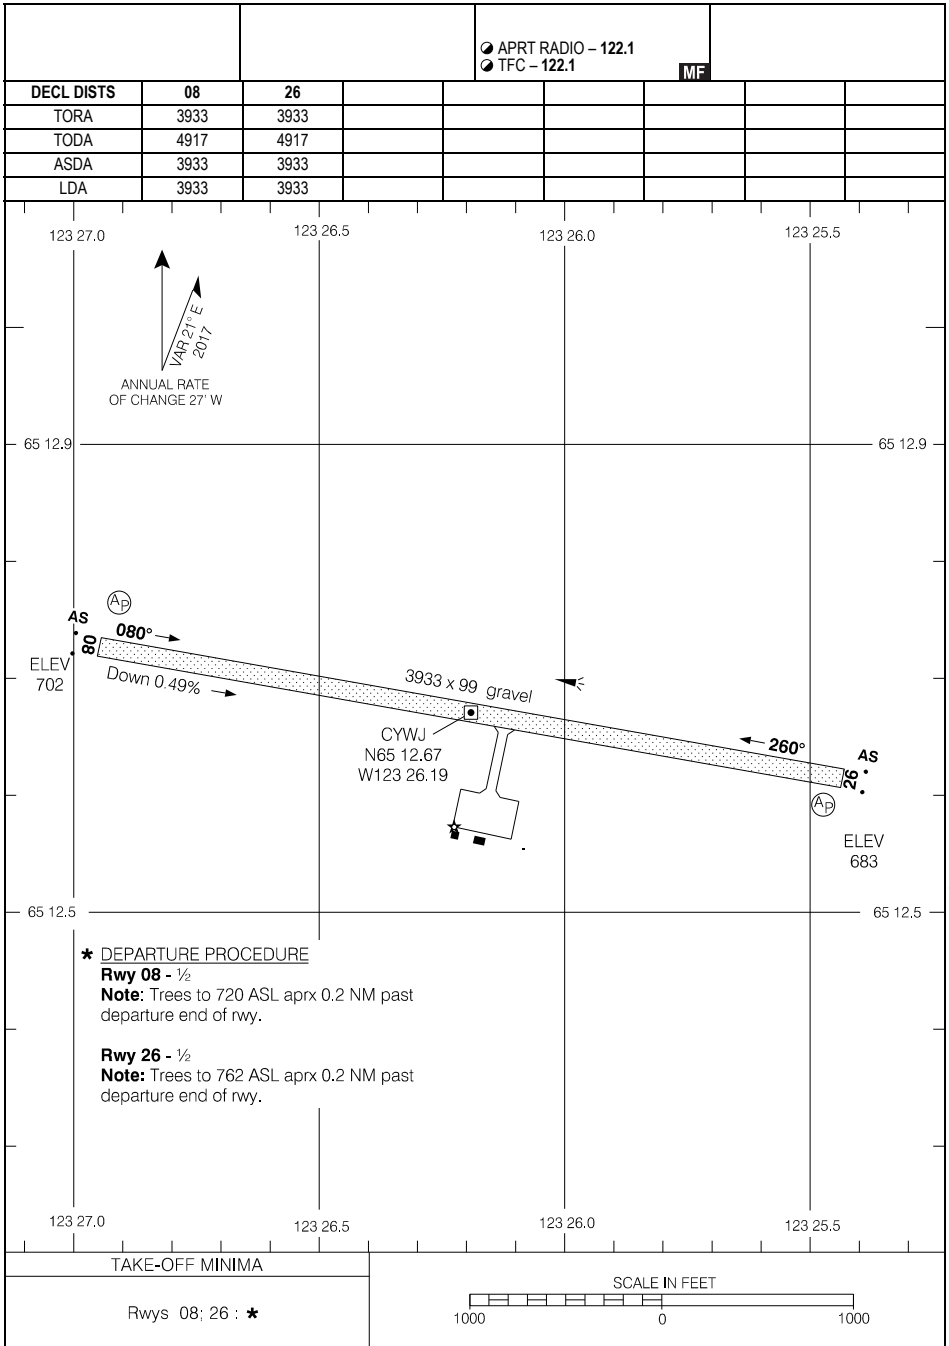 APRT RADIO – 122.1
TFC – 122.1
MF
DECL DISTS 08 26
TORA 3933 3933
TODA 4917 4917
ASDA 3933 3933
LDA 3933 3933
123 27.0 123 26.5 123 26.0 123 25.5
VAR 21° E
2017
ANNUAL RATE
OF CHANGE 27' W
65 12.9 65 12.9
AP
AS
08
080°
ELEV
702
Down 0.49%
3933 x 99 gravel
CYWJ
N65 12.67
W123 26.19
260°
AS
26
AP
ELEV
683
65 12.5 65 12.5
* DEPARTURE PROCEDURE
Rwy 08 - ½
Note: Trees to 720 ASL aprx 0.2 NM past
departure end of rwy.
Rwy 26 - ½
Note: Trees to 762 ASL aprx 0.2 NM past
departure end of rwy.
123 27.0 123 26.5 123 26.0 123 25.5
TAKE-OFF MINIMA
Rwys 08; 26 : *
SCALE IN FEET
1000 0 1000